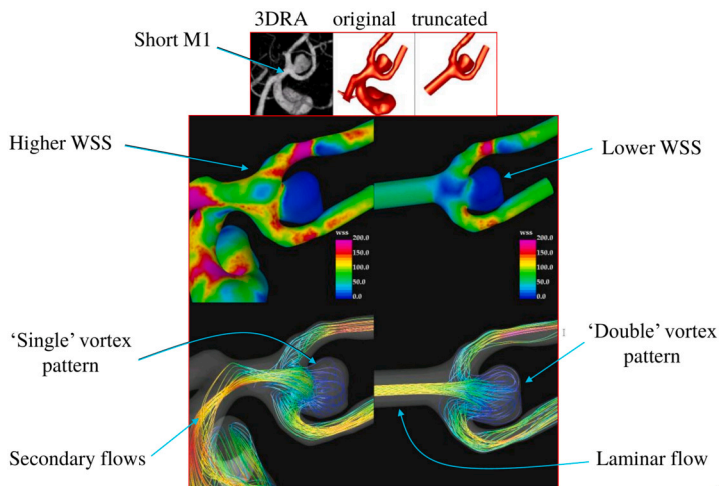 3DRA original truncated
Short M1
Higher WSS
Lower WSS
wss
200.0
150.0
100.0
50.0
0.0
wss
200.0
150.0
100.0
50.0
0.0
‘Single’ vortex
pattern
‘Double’ vortex
pattern
Secondary flows
Laminar flow